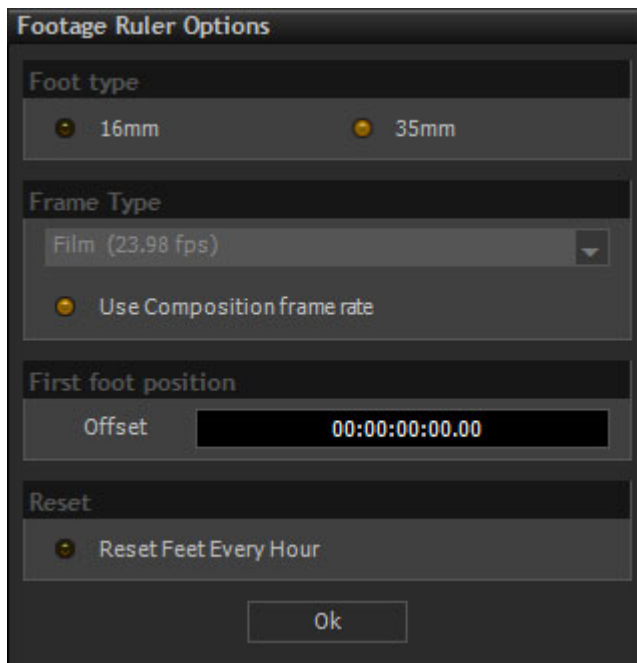 Footage Ruler Options
Foot type
16mm 35mm
Frame Type
Film (23.98 fps)
Use Composition frame rate
First foot position
Offset 00:00:00:00.00
Reset
Reset Feet Every Hour
Ok